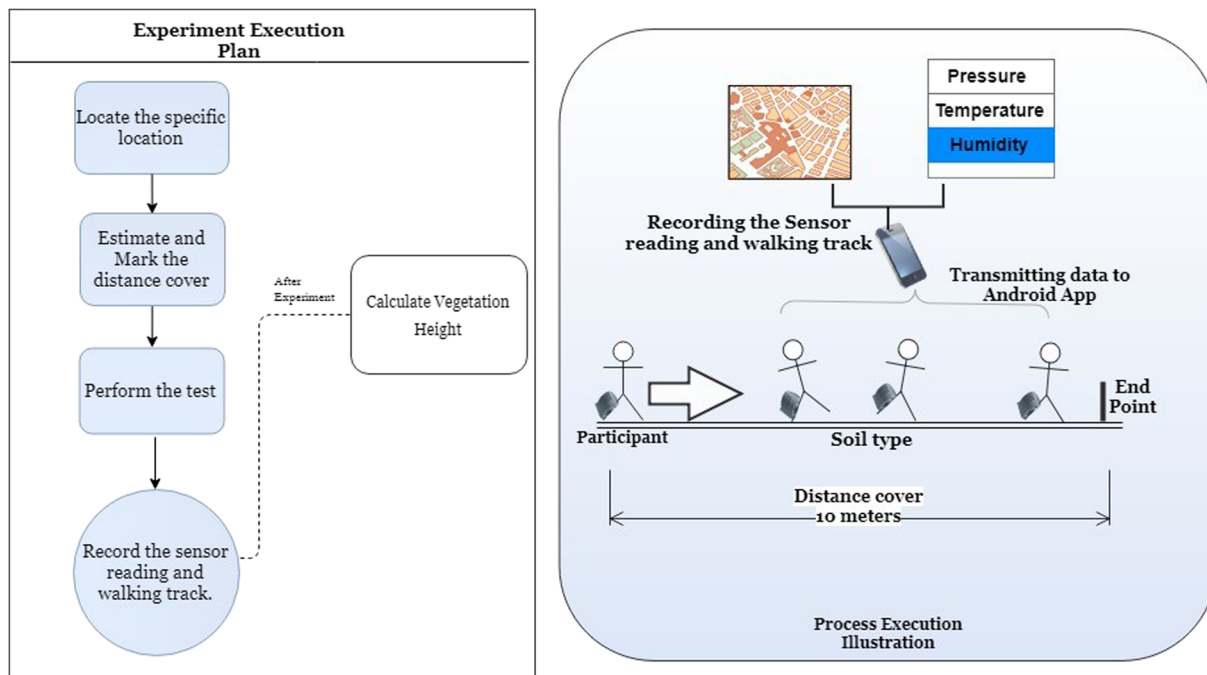 Experiment Execution
Plan
Locate the specific
location
Estimate and
Mark the
distance cover
Perform the test
Record the sensor
reading and
walking track.
After
Experiment
Calculate Vegetation
Height
Pressure
Temperature
Humidity
Recording the Sensor
reading and walking track
Transmitting data to
Android App
End
Point
Participant
Soil type
Distance cover
10 meters
Process Execution
Illustration